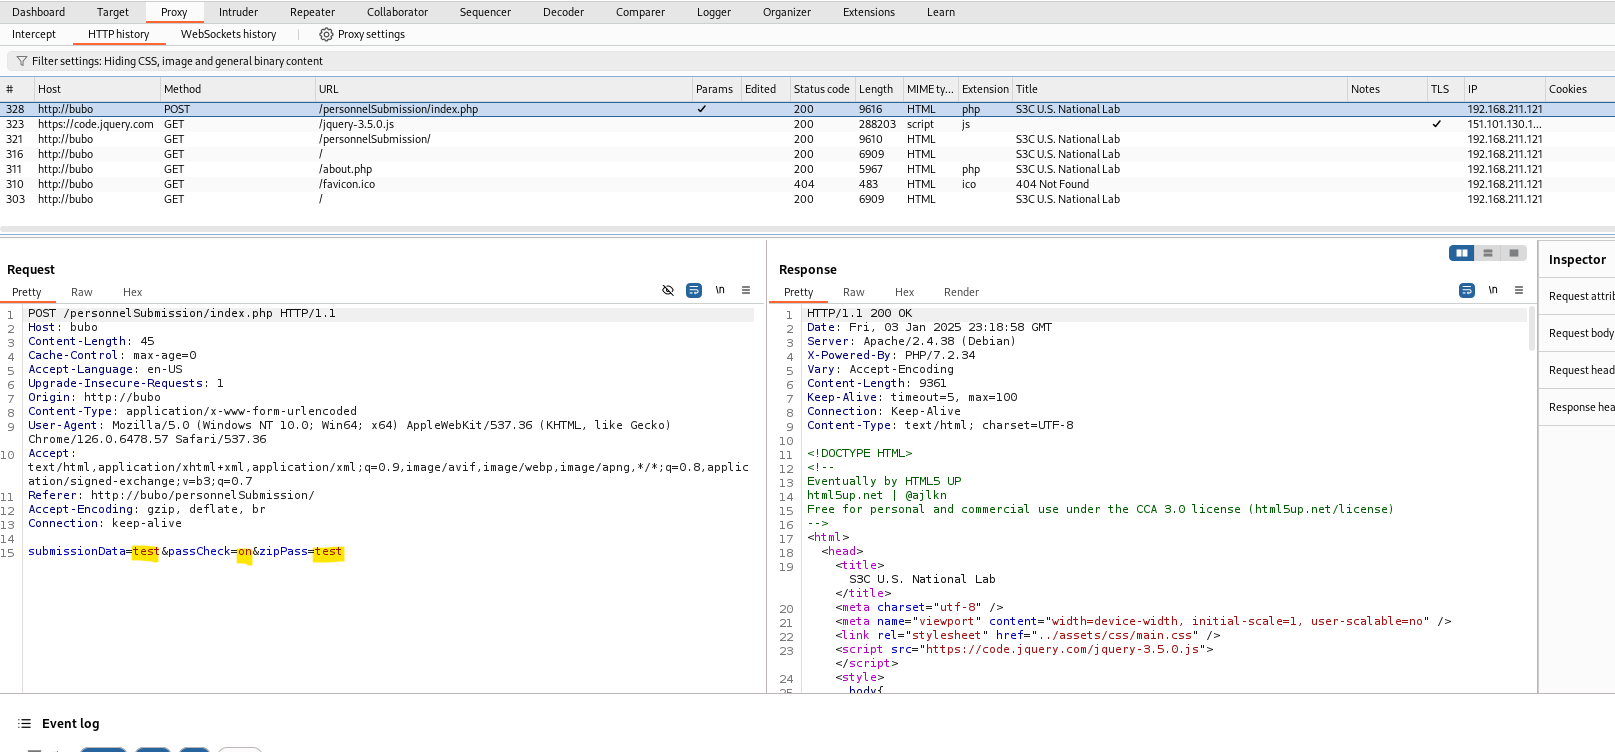 Dashboard Target Proxy Intruder Repeater Collaborator Sequencer Decoder Comparer Logger Organizer Extensions Learn
Intercept HTTP history WebSockets history Proxy settings
Filter settings: Hiding CSS, image and general binary content
# Host Method URL Params Edited Status code Length MIME ty... Extension Title Notes TLS IP Cookies
328 http://bubo POST /personnelSubmission/index.php ✓ 200 9616 HTML php S3C U.S. National Lab 192.168.211.121
323 https://code.jquery.com GET /jquery-3.5.0.js 200 288203 script js ✓ 151.101.130.1...
321 http://bubo GET /personnelSubmission/ 200 9610 HTML S3C U.S. National Lab 192.168.211.121
316 http://bubo GET / 200 6909 HTML S3C U.S. National Lab 192.168.211.121
311 http://bubo GET /about.php 200 5967 HTML php S3C U.S. National Lab 192.168.211.121
310 http://bubo GET /favicon.ico 404 483 HTML ico 404 Not Found 192.168.211.121
303 http://bubo GET / 200 6909 HTML S3C U.S. National Lab 192.168.211.121
Request
Pretty Raw Hex \n
1 POST /personnelSubmission/index.php HTTP/1.1
2 Host: bubo
3 Content-Length: 45
4 Cache-Control: max-age=0
5 Accept-Language: en-US
6 Upgrade-Insecure-Requests: 1
7 Origin: http://bubo
8 Content-Type: application/x-www-form-urlencoded
9 User-Agent: Mozilla/5.0 (Windows NT 10.0; Win64; x64) AppleWebKit/537.36 (KHTML, like Gecko)
Chrome/126.0.6478.57 Safari/537.36
10 Accept:
text/html,application/xhtml+xml,application/xml;q=0.9,image/avif,image/webp,image/apng,*/*;q=0.8,applic
ation/signed-exchange;v=b3;q=0.7
11 Referer: http://bubo/personnelSubmission/
12 Accept-Encoding: gzip, deflate, br
13 Connection: keep-alive
14
15 submissionData=test&passCheck=on&zipPass=test
Response
Pretty Raw Hex Render \n
1 HTTP/1.1 200 OK
2 Date: Fri, 03 Jan 2025 23:18:58 GMT
3 Server: Apache/2.4.38 (Debian)
4 X-Powered-By: PHP/7.2.34
5 Vary: Accept-Encoding
6 Content-Length: 9361
7 Keep-Alive: timeout=5, max=100
8 Connection: Keep-Alive
9 Content-Type: text/html; charset=UTF-8
10
11 <!DOCTYPE HTML>
12 <!--
13 Eventually by HTML5 UP
14 html5up.net | @ajlkn
15 Free for personal and commercial use under the CCA 3.0 license (html5up.net/license)
16 -->
17 <html>
18 <head>
19 <title>
S3C U.S. National Lab
</title>
20 <meta charset="utf-8" />
21 <meta name="viewport" content="width=device-width, initial-scale=1, user-scalable=no" />
22 <link rel="stylesheet" href="../assets/css/main.css" />
23 <script src="https://code.jquery.com/jquery-3.5.0.js">
</script>
24 <style>
25 body{
Inspector
Request attrib
Request body
Request head
Response hea
Event log